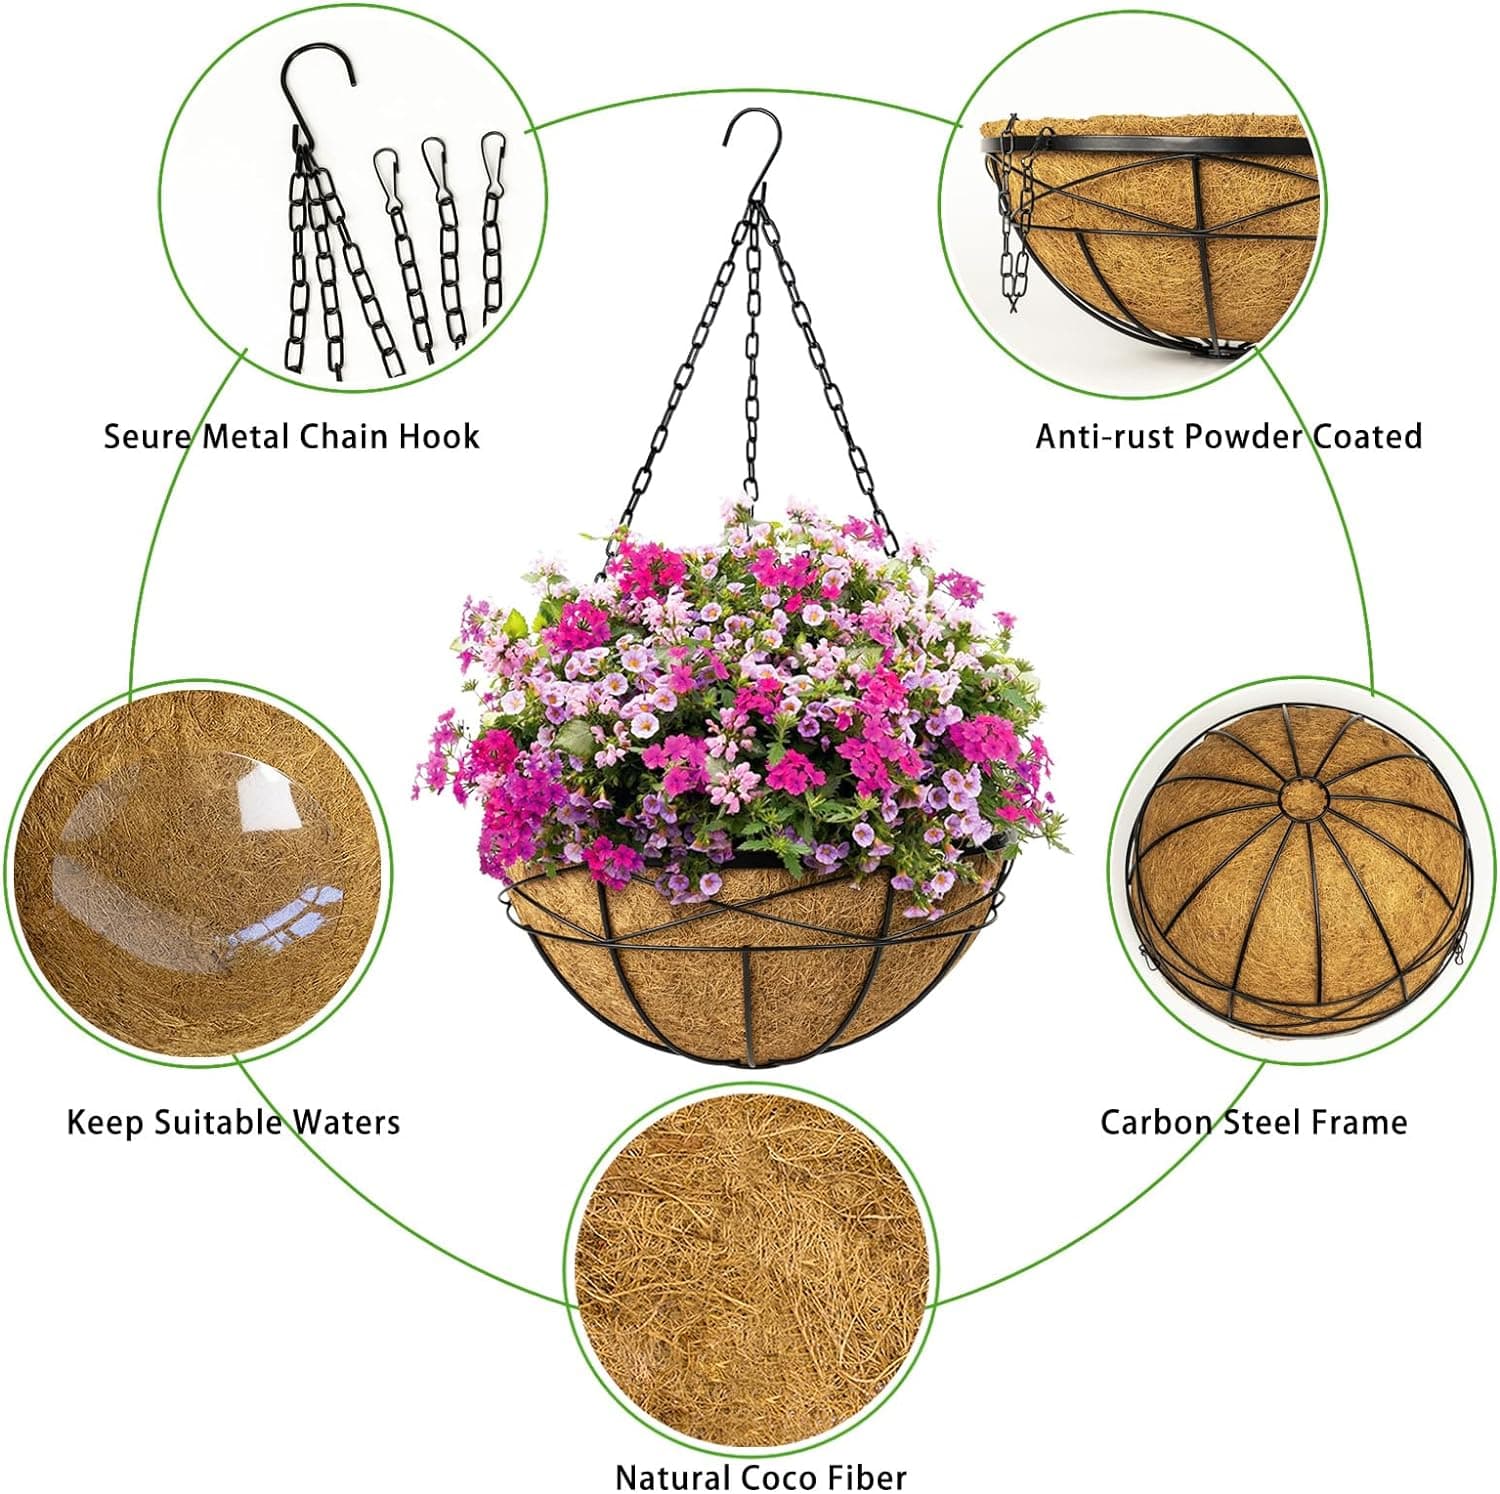 Seure Metal Chain Hook
Anti-rust Powder Coated
Keep Suitable Waters
Carbon Steel Frame
Natural Coco Fiber